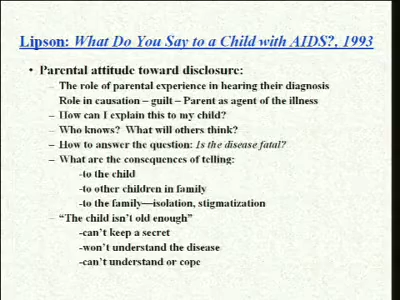 Lipson: What Do You Say to a Child with AIDS?, 1993
• Parental attitude toward disclosure:
– The role of parental experience in hearing their diagnosis
Role in causation – guilt – Parent as agent of the illness
– How can I explain this to my child?
– Who knows? What will others think?
– How to answer the question: Is the disease fatal?
– What are the consequences of telling:
-to the child
-to other children in family
-to the family—isolation, stigmatization
– “The child isn’t old enough”
-can’t keep a secret
-won’t understand the disease
-can’t understand or cope